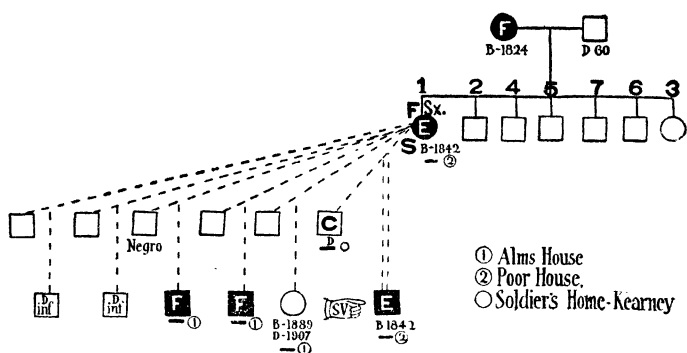 F
B-1824
D 60
1 2 4 5 7 6 3
F Sx.
E
S B-1842
②
C
D
Negro
D inf
D inf
F
①
F
①
B-1889
D-1907
①
SV
E
B 1842
②
① Alms House
② Poor House.
○ Soldier's Home-Kearney